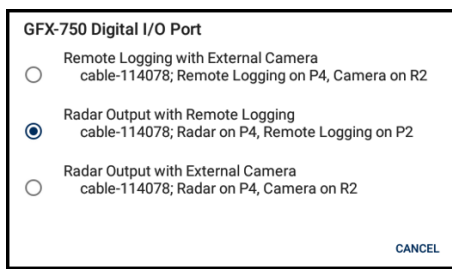 GFX-750 Digital I/O Port
Remote Logging with External Camera
cable-114078; Remote Logging on P4, Camera on R2
Radar Output with Remote Logging
cable-114078; Radar on P4, Remote Logging on P2
Radar Output with External Camera
cable-114078; Radar on P4, Camera on R2
CANCEL